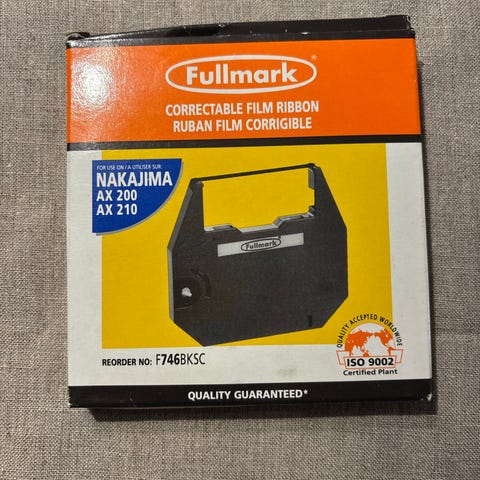 Fullmark
CORRECTABLE FILM RIBBON
RUBAN FILM CORRIGIBLE
FOR USE ON / A UTILISER SUR
NAKAJIMA
AX 200
AX 210
Fullmark
QUALITY ACCEPTED WORLDWIDE
ISO 9002
Certified Plant
REORDER NO: F746BKSC
QUALITY GUARANTEED*